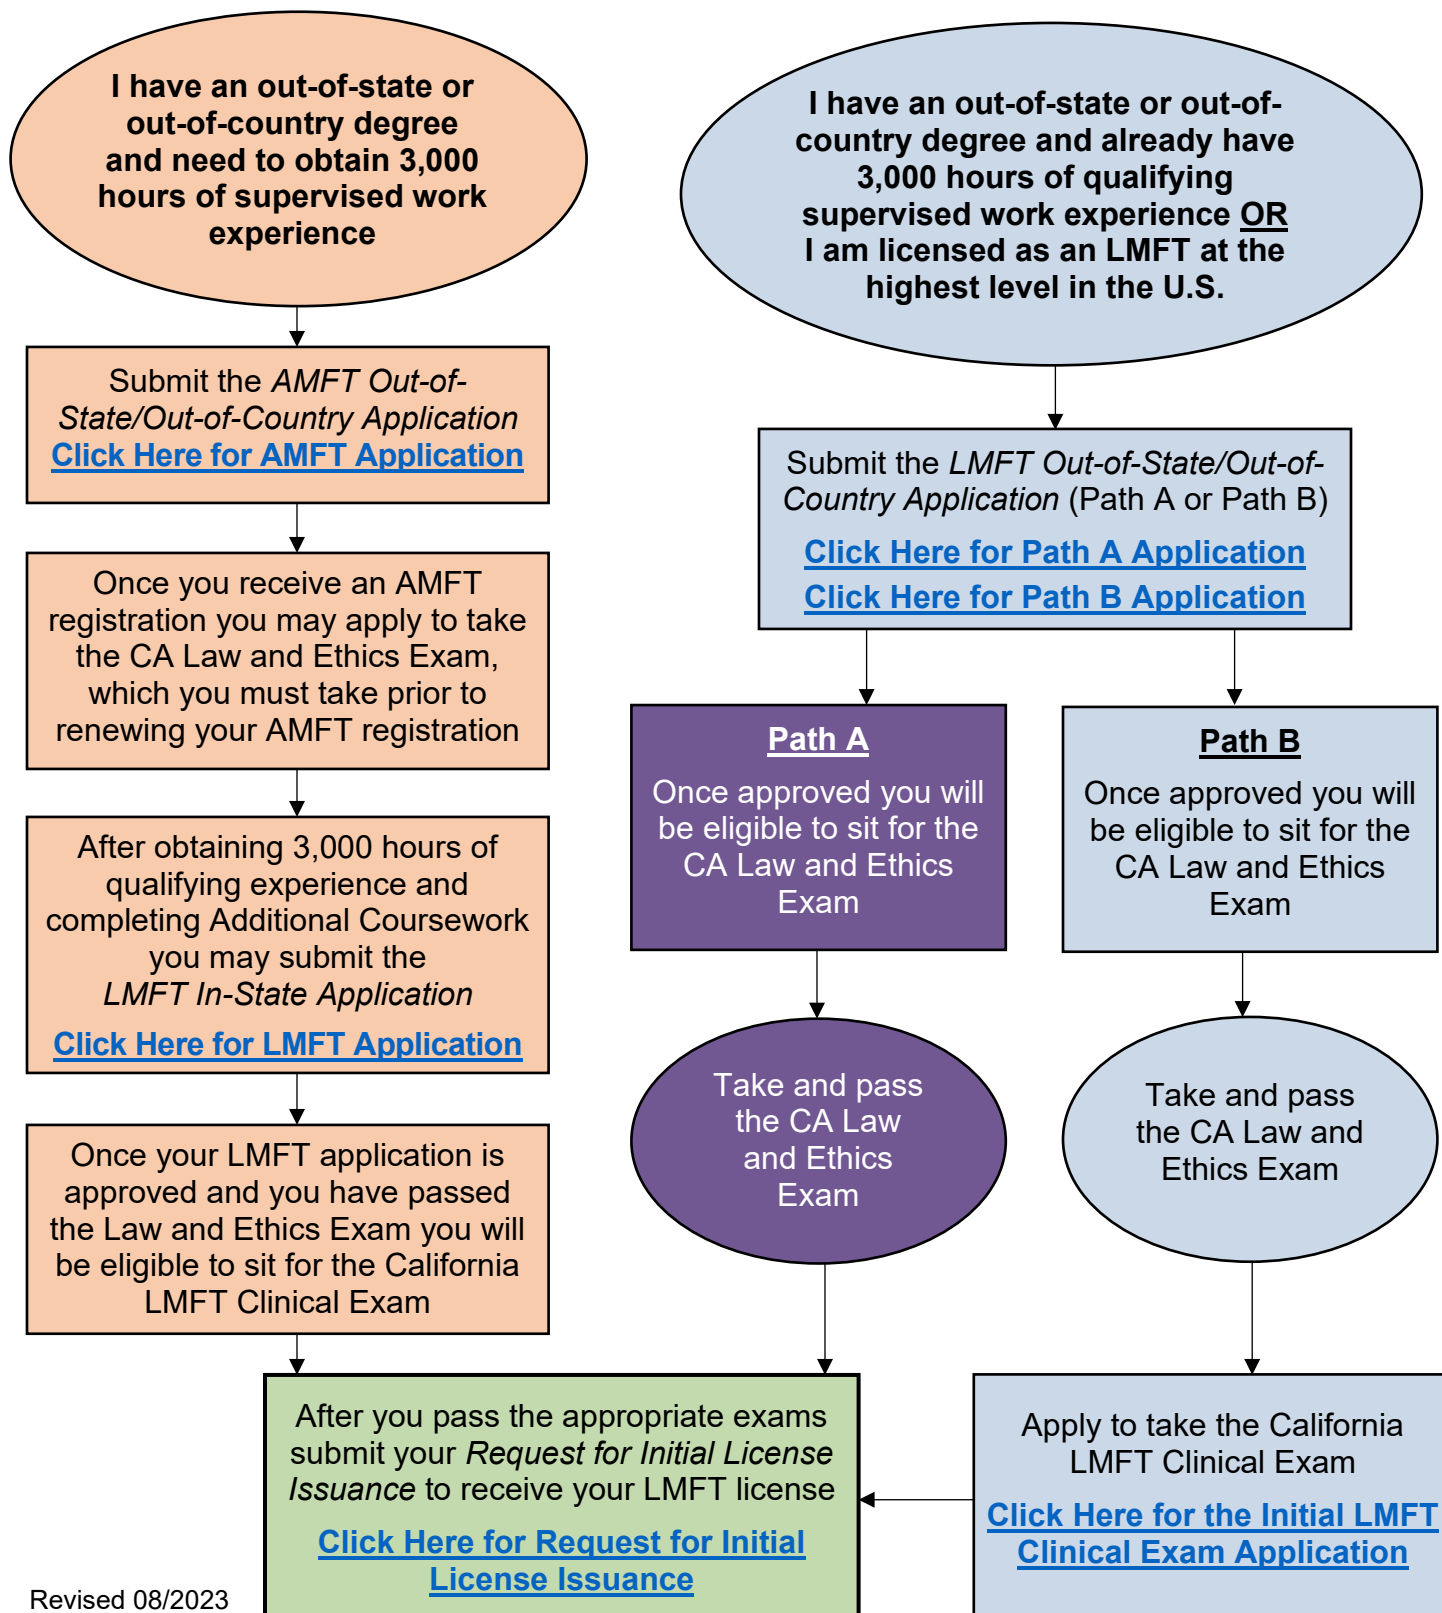 I have an out-of-state or
out-of-country degree
and need to obtain 3,000
hours of supervised work
experience
Submit the AMFT Out-of-
State/Out-of-Country Application
Click Here for AMFT Application
Once you receive an AMFT
registration you may apply to take
the CA Law and Ethics Exam,
which you must take prior to
renewing your AMFT registration
After obtaining 3,000 hours of
qualifying experience and
completing Additional Coursework
you may submit the
LMFT In-State Application
Click Here for LMFT Application
Once your LMFT application is
approved and you have passed
the Law and Ethics Exam you will
be eligible to sit for the California
LMFT Clinical Exam
I have an out-of-state or out-of-
country degree and already have
3,000 hours of qualifying
supervised work experience OR
I am licensed as an LMFT at the
highest level in the U.S.
Submit the LMFT Out-of-State/Out-of-
Country Application (Path A or Path B)
Click Here for Path A Application
Click Here for Path B Application
Path A
Once approved you will
be eligible to sit for the
CA Law and Ethics
Exam
Take and pass
the CA Law
and Ethics
Exam
Path B
Once approved you will
be eligible to sit for the
CA Law and Ethics
Exam
Take and pass
the CA Law and
Ethics Exam
Apply to take the California
LMFT Clinical Exam
Click Here for the Initial LMFT
Clinical Exam Application
After you pass the appropriate exams
submit your Request for Initial License
Issuance to receive your LMFT license
Click Here for Request for Initial
License Issuance
Revised 08/2023